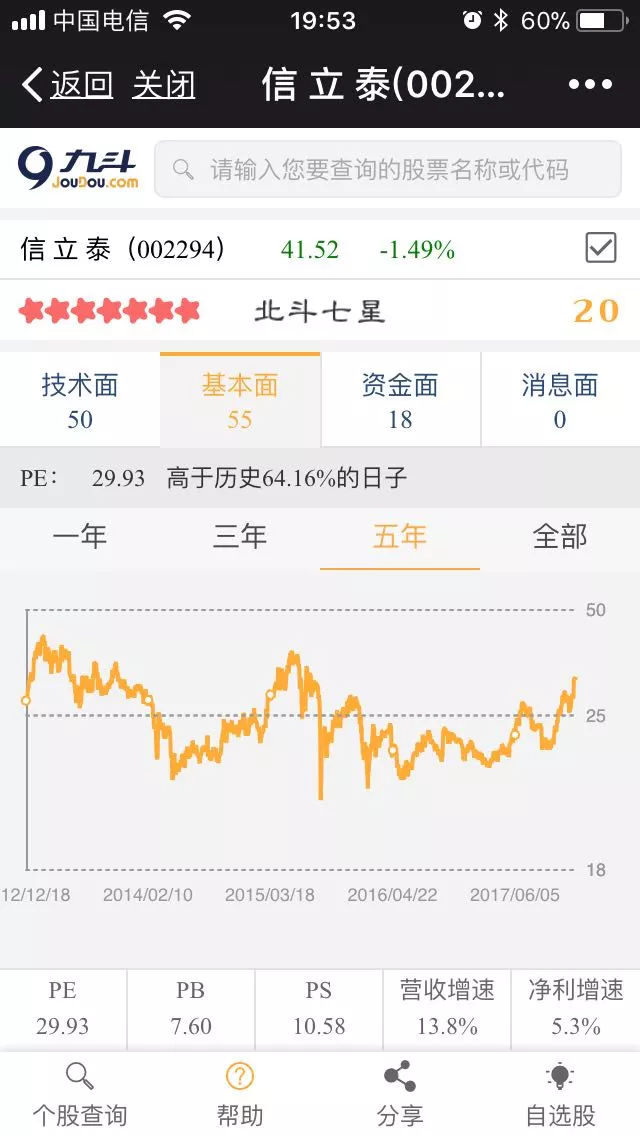 中国电信 19:53 60%
返回 关闭 信 立 泰(002...
九斗 JouDou.com 请输入您要查询的股票名称或代码
信 立 泰（002294） 41.52 -1.49%
北斗七星 20
技术面 基本面 资金面 消息面
50 55 18 0
PE： 29.93 高于历史64.16%的日子
一年 三年 五年 全部
50
25
18
12/12/18 2014/02/10 2015/03/18 2016/04/22 2017/06/05
PE PB PS 营收增速 净利增速
29.93 7.60 10.58 13.8% 5.3%
个股查询 帮助 分享 自选股